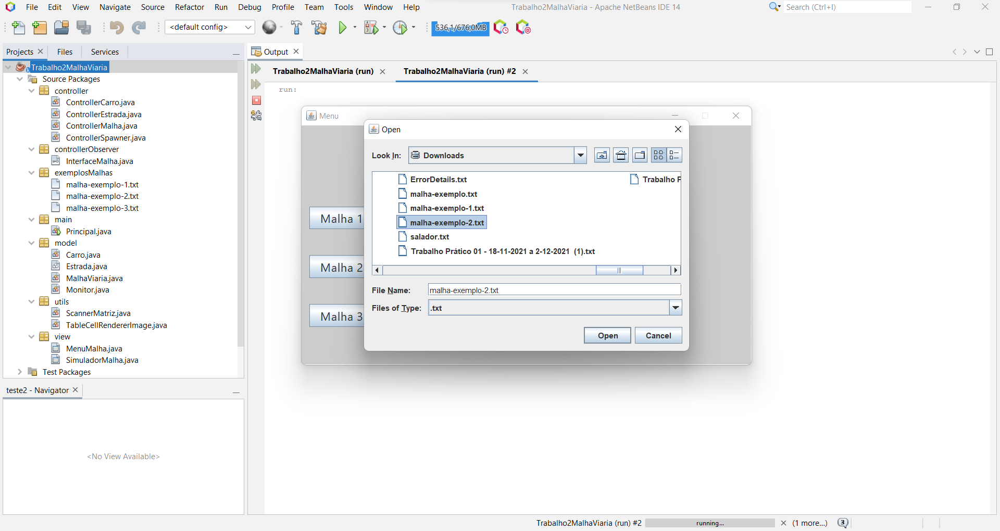 File Edit View Navigate Source Refactor Run Debug Profile Team Tools Window Help Trabalho2MalhaViaria - Apache NetBeans IDE 14 Search (Ctrl+I)
<default config> 536,1/676,0MB
Projects Files Services
Output
Trabalho2MalhaViaria
Source Packages
controller
ControllerCarro.java
ControllerEstrada.java
ControllerMalha.java
ControllerSpawner.java
controllerObserver
InterfaceMalha.java
exemplosMalhas
malha-exemplo-1.txt
malha-exemplo-2.txt
malha-exemplo-3.txt
main
Principal.java
model
Carro.java
Estrada.java
MalhaViaria.java
Monitor.java
utils
ScannerMatriz.java
TableCellRendererImage.java
view
MenuMalha.java
SimuladorMalha.java
Test Packages
teste2 - Navigator
<No View Available>
Trabalho2MalhaViaria (run) Trabalho2MalhaViaria (run) #2
run:
Menu
Malha 1
Malha 2
Malha 3
Open
Look In: Downloads
ErrorDetails.txt
malha-exemplo.txt
malha-exemplo-1.txt
malha-exemplo-2.txt
salador.txt
Trabalho Prático 01 - 18-11-2021 a 2-12-2021 (1).txt
Trabalho P
File Name: malha-exemplo-2.txt
Files of Type: .txt
Open Cancel
Trabalho2MalhaViaria (run) #2 running... (1 more...) 3